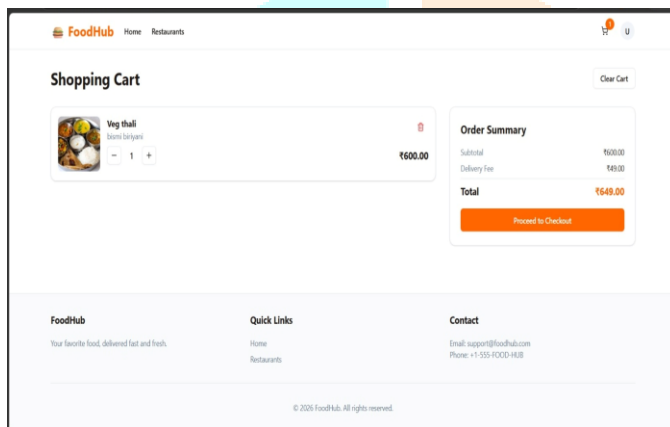 FoodHub Home Restaurants 1 U
Shopping Cart Clear Cart
Veg thali
bismi biriyani
− 1 +
₹600.00
Order Summary
Subtotal ₹600.00
Delivery Fee ₹49.00
Total ₹649.00
Proceed to Checkout
FoodHub
Your favorite food, delivered fast and fresh.
Quick Links
Home
Restaurants
Contact
Email: support@foodhub.com
Phone: +1-555-FOOD-HUB
© 2026 FoodHub. All rights reserved.